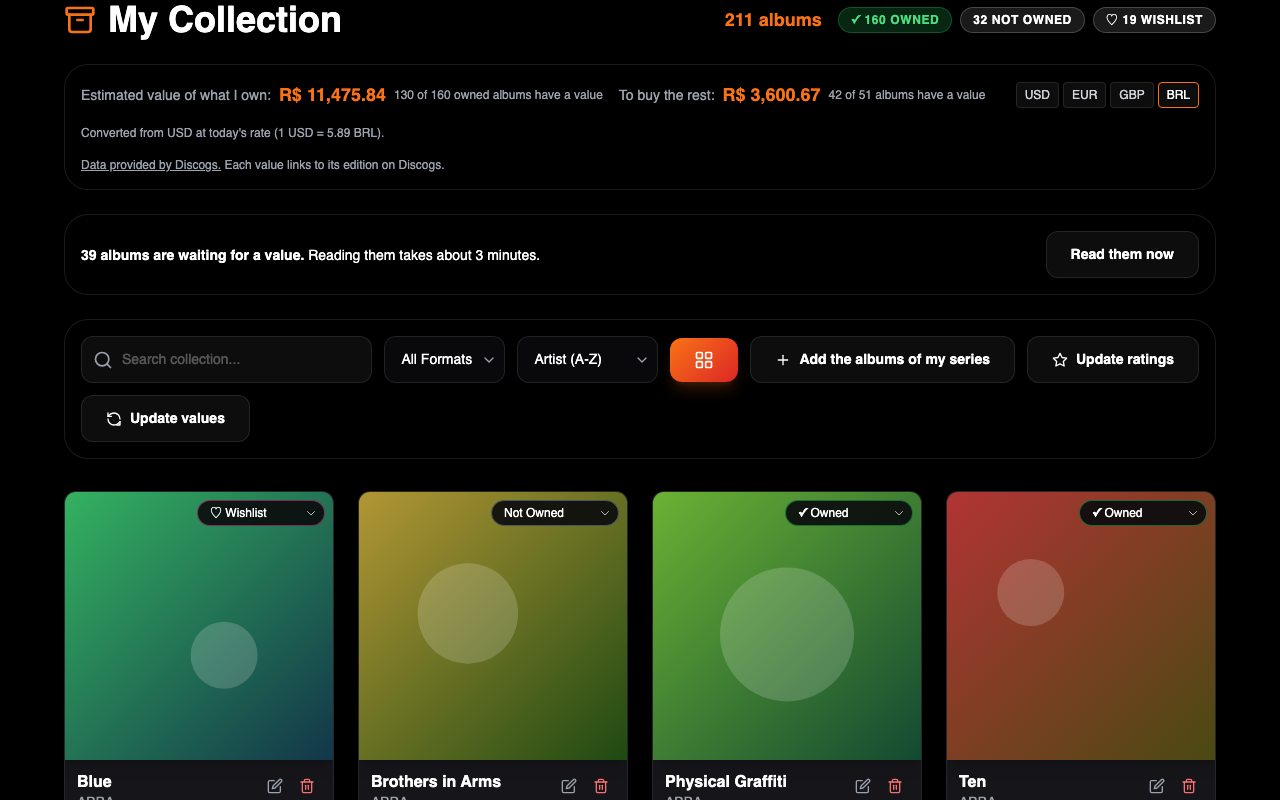 My Collection
211 albums ✓ 160 OWNED 32 NOT OWNED ♡ 19 WISHLIST
Estimated value of what I own: R$ 11,475.84 130 of 160 owned albums have a value To buy the rest: R$ 3,600.67 42 of 51 albums have a value USD EUR GBP BRL
Converted from USD at today's rate (1 USD = 5.89 BRL).
Data provided by Discogs. Each value links to its edition on Discogs.
39 albums are waiting for a value. Reading them takes about 3 minutes.
Read them now
Search collection... All Formats Artist (A-Z) Add the albums of my series Update ratings
Update values
♡ Wishlist Not Owned ✓ Owned ✓ Owned
Blue Brothers in Arms Physical Graffiti Ten